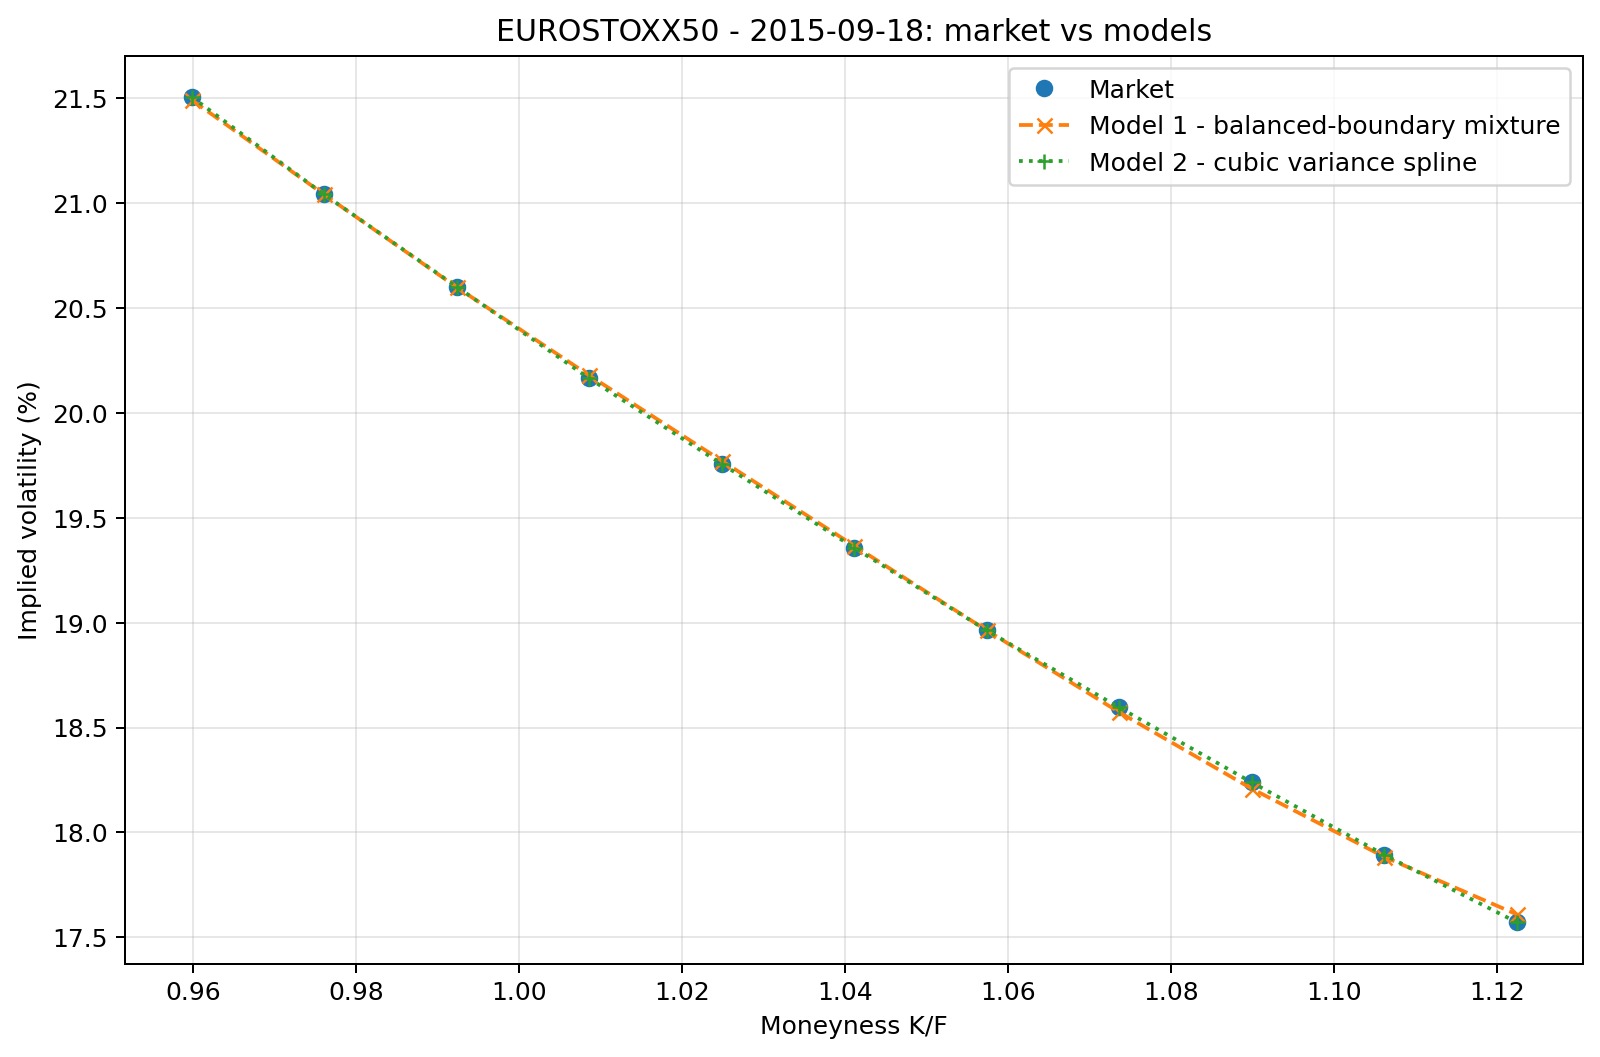 EUROSTOXX50 - 2015-09-18: market vs models
Market
Model 1 - balanced-boundary mixture
Model 2 - cubic variance spline
Implied volatility (%)
21.5
21.0
20.5
20.0
19.5
19.0
18.5
18.0
17.5
0.96 0.98 1.00 1.02 1.04 1.06 1.08 1.10 1.12
Moneyness K/F